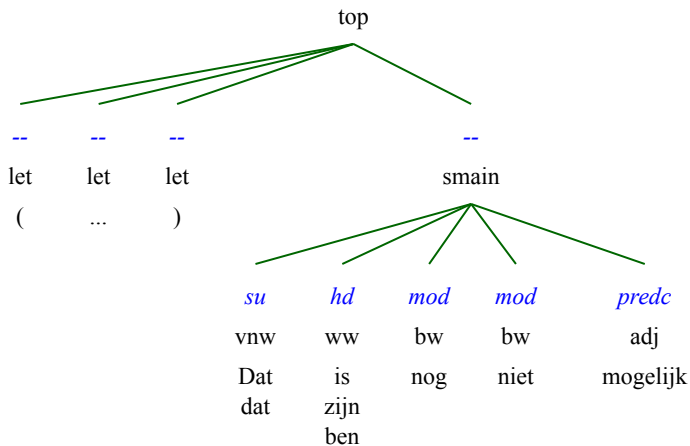 top
-- -- -- --
let let let smain
( ... )
su hd mod mod predc
vnw ww bw bw adj
Dat is nog niet mogelijk
dat zijn
ben